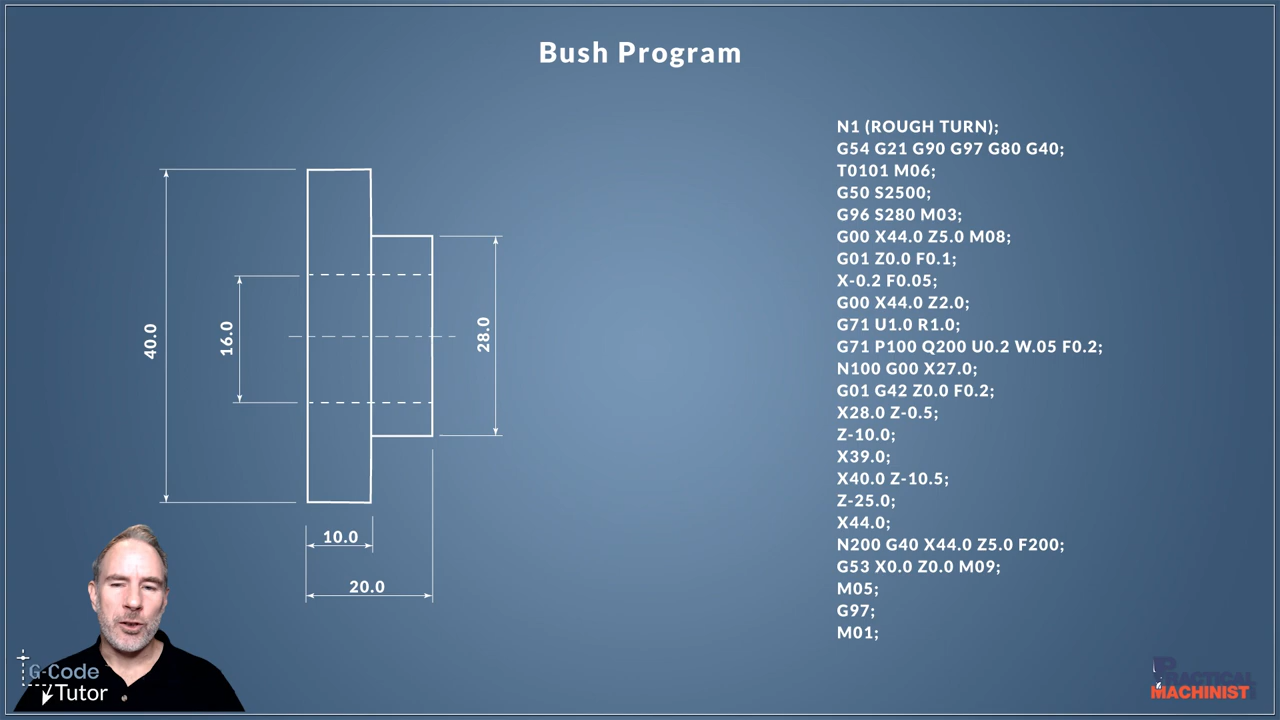 Bush Program
N1 (ROUGH TURN);
G54 G21 G90 G97 G80 G40;
T0101 M06;
G50 S2500;
G96 S280 M03;
G00 X44.0 Z5.0 M08;
G01 Z0.0 F0.1;
X-0.2 F0.05;
G00 X44.0 Z2.0;
G71 U1.0 R1.0;
G71 P100 Q200 U0.2 W.05 F0.2;
N100 G00 X27.0;
G01 G42 Z0.0 F0.2;
X28.0 Z-0.5;
Z-10.0;
X39.0;
X40.0 Z-10.5;
Z-25.0;
X44.0;
N200 G40 X44.0 Z5.0 F200;
G53 X0.0 Z0.0 M09;
M05;
G97;
M01;
40.0
16.0
28.0
10.0
20.0
G-Code
Tutor
PRACTICAL
MACHINIST